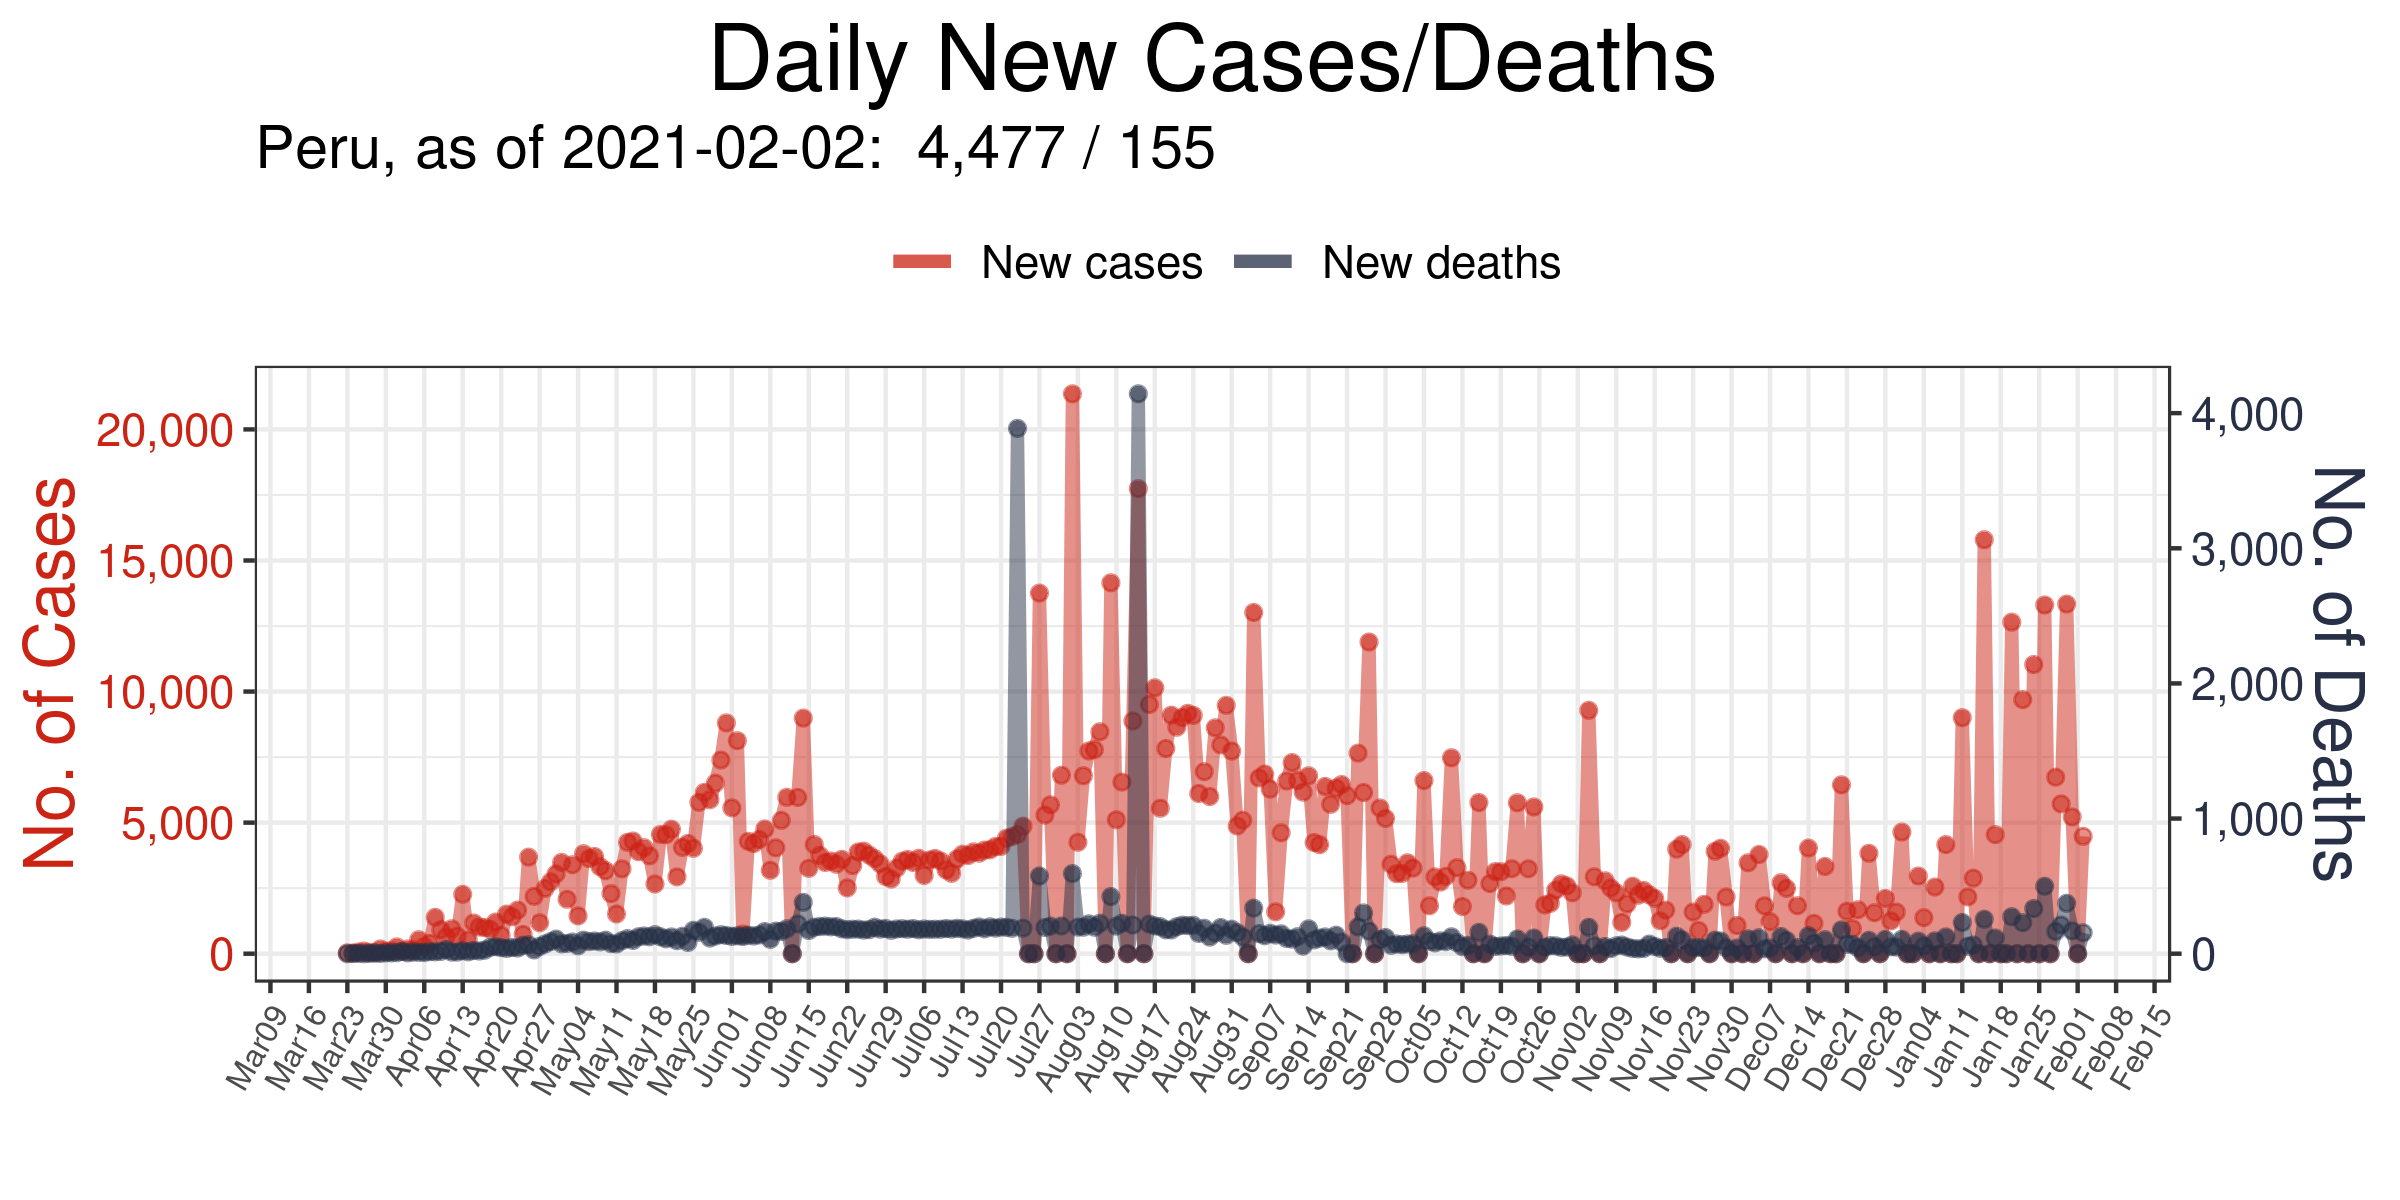 Daily New Cases/Deaths
Peru, as of 2021-02-02:  4,477 / 155
New cases
New deaths
No. of Cases
20,000
15,000
10,000
5,000
0
4,000
3,000
2,000
1,000
0
No. of Deaths
Mar09
Mar16
Mar23
Mar30
Apr06
Apr13
Apr20
Apr27
May04
May11
May18
May25
Jun01
Jun08
Jun15
Jun22
Jun29
Jul06
Jul13
Jul20
Jul27
Aug03
Aug10
Aug17
Aug24
Aug31
Sep07
Sep14
Sep21
Sep28
Oct05
Oct12
Oct19
Oct26
Nov02
Nov09
Nov16
Nov23
Nov30
Dec07
Dec14
Dec21
Dec28
Jan04
Jan11
Jan18
Jan25
Feb01
Feb08
Feb15